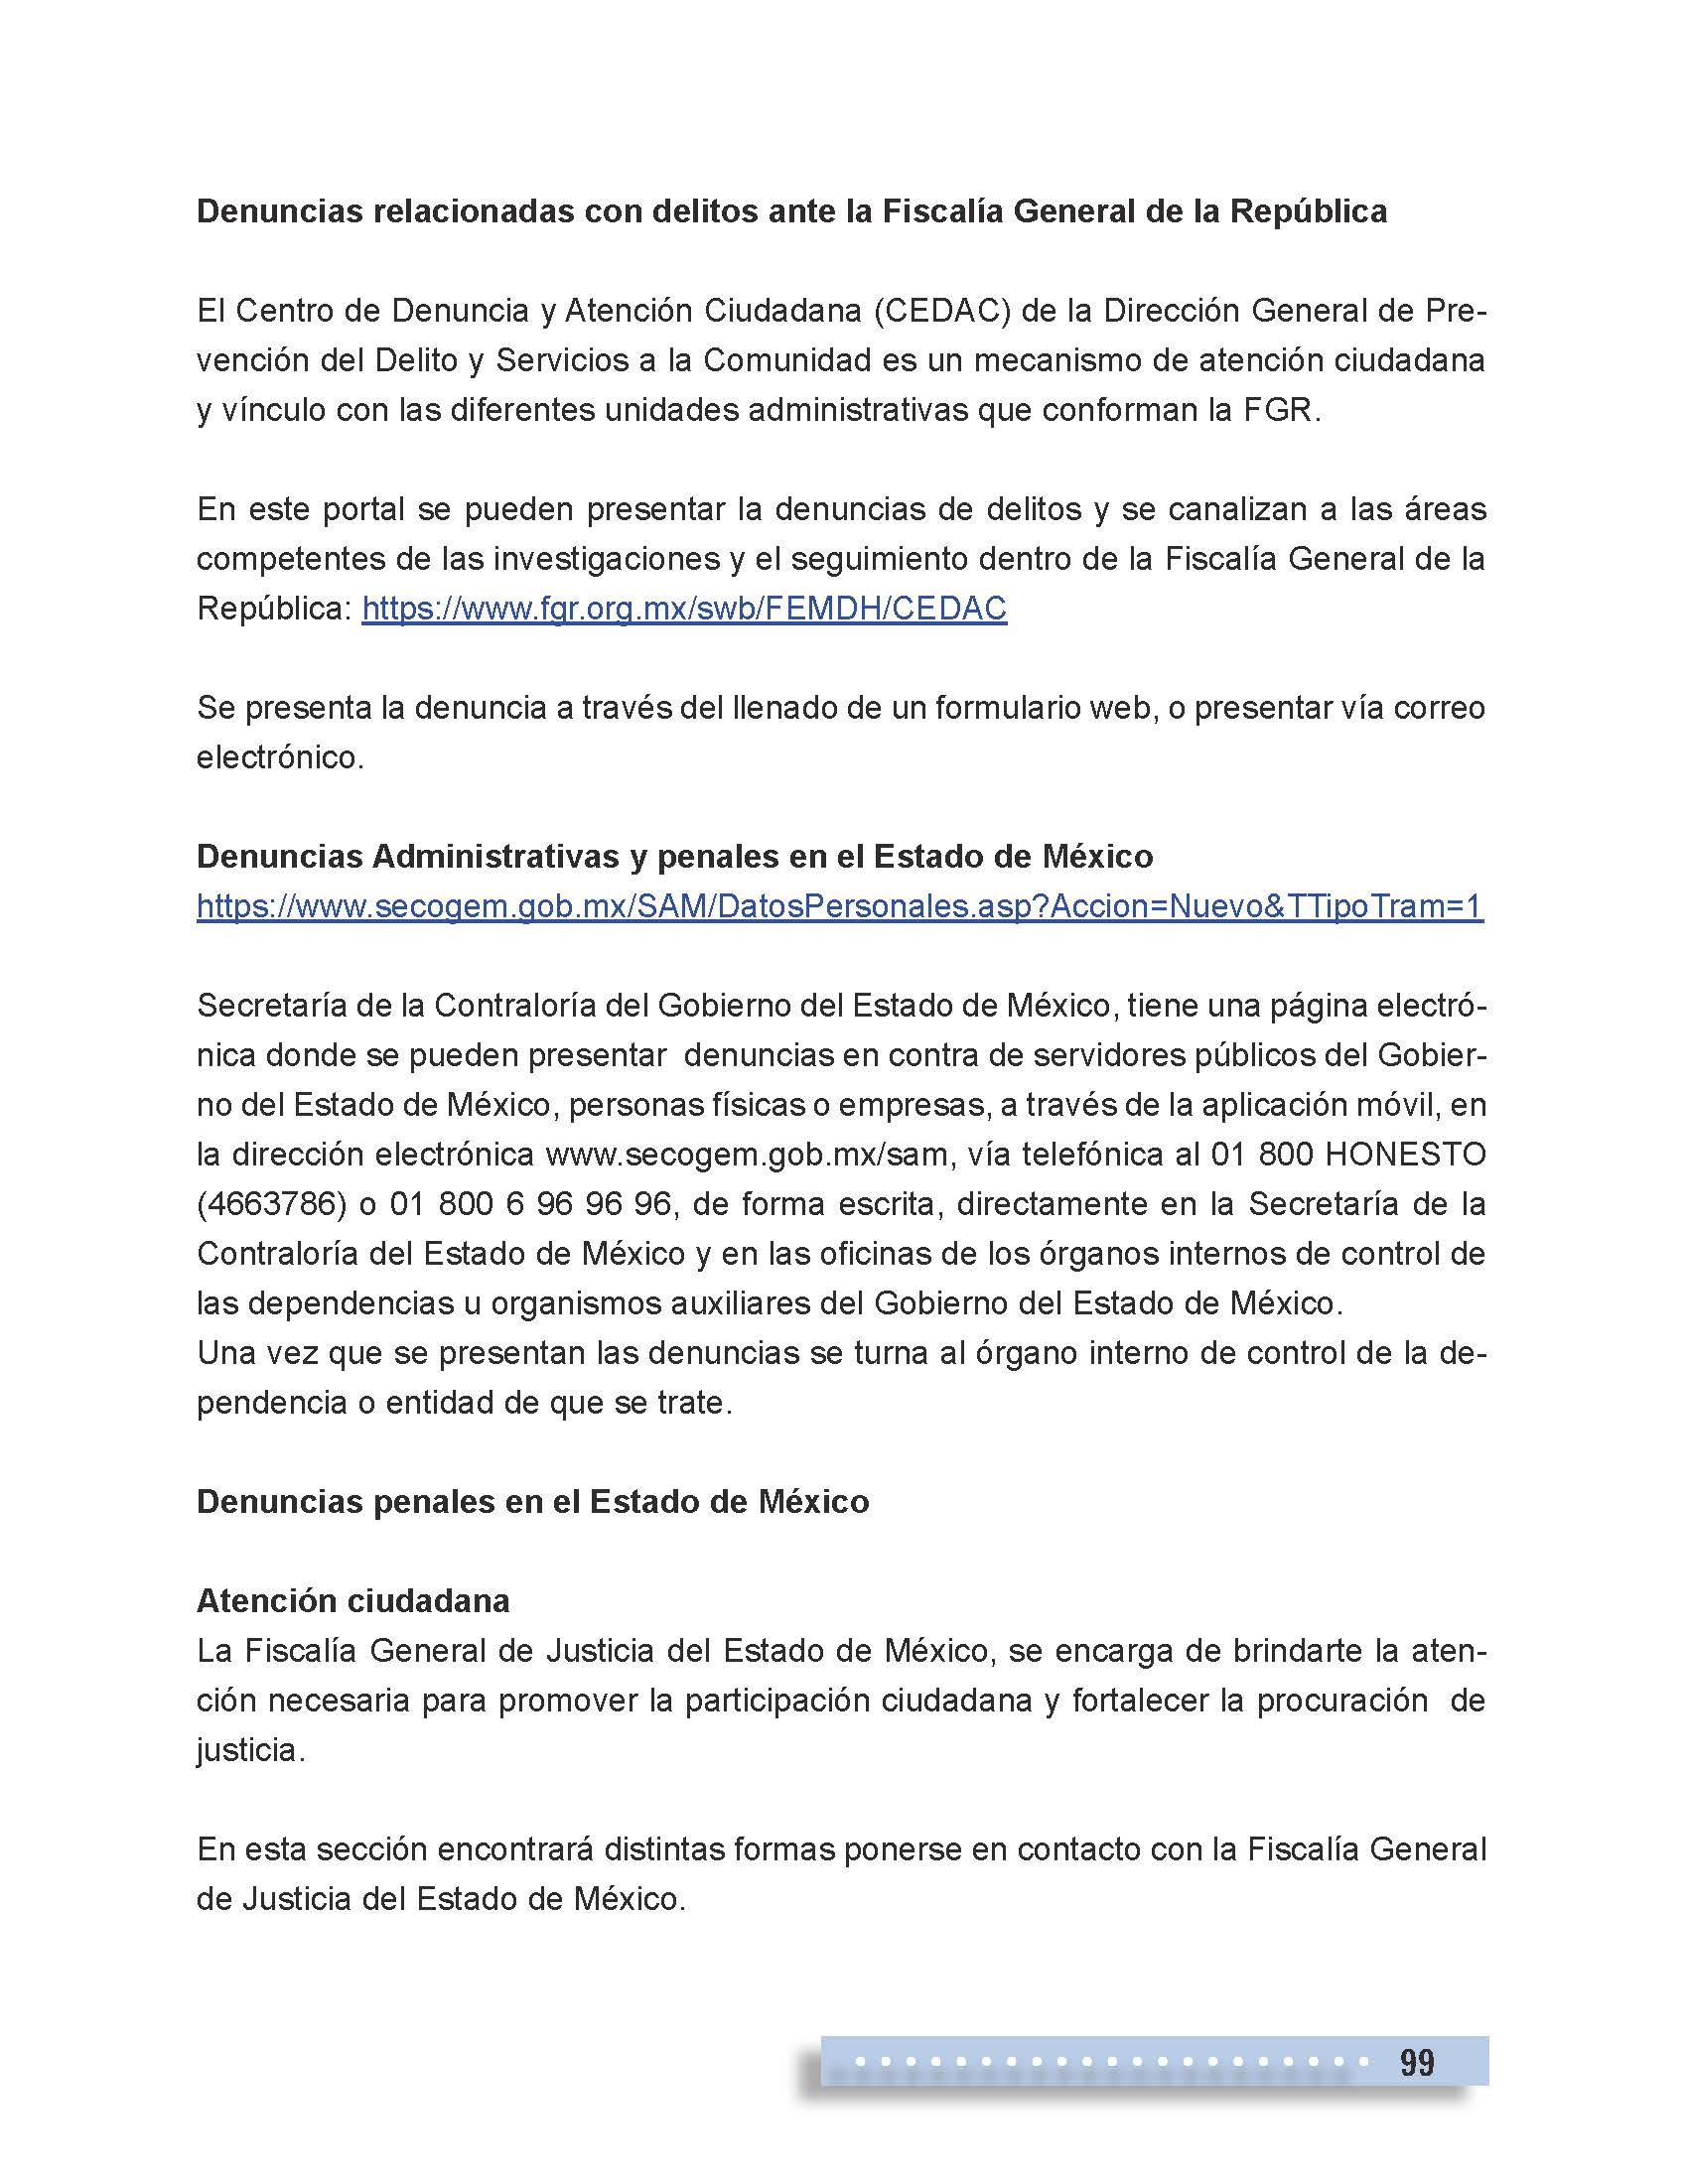 Denuncias relacionadas con delitos ante la Fiscalía General de la República
El Centro de Denuncia y Atención Ciudadana (CEDAC) de la Dirección General de Pre-
vención del Delito y Servicios a la Comunidad es un mecanismo de atención ciudadana
y vínculo con las diferentes unidades administrativas que conforman la FGR.
En este portal se pueden presentar la denuncias de delitos y se canalizan a las áreas
competentes de las investigaciones y el seguimiento dentro de la Fiscalía General de la
República: https://www.fgr.org.mx/swb/FEMDH/CEDAC
Se presenta la denuncia a través del llenado de un formulario web, o presentar vía correo
electrónico.
Denuncias Administrativas y penales en el Estado de México
https://www.secogem.gob.mx/SAM/DatosPersonales.asp?Accion=Nuevo&TTipoTram=1
Secretaría de la Contraloría del Gobierno del Estado de México, tiene una página electró-
nica donde se pueden presentar  denuncias en contra de servidores públicos del Gobier-
no del Estado de México, personas físicas o empresas, a través de la aplicación móvil, en
la dirección electrónica www.secogem.gob.mx/sam, vía telefónica al 01 800 HONESTO
(4663786) o 01 800 6 96 96 96, de forma escrita, directamente en la Secretaría de la
Contraloría del Estado de México y en las oficinas de los órganos internos de control de
las dependencias u organismos auxiliares del Gobierno del Estado de México.
Una vez que se presentan las denuncias se turna al órgano interno de control de la de-
pendencia o entidad de que se trate.
Denuncias penales en el Estado de México
Atención ciudadana
La Fiscalía General de Justicia del Estado de México, se encarga de brindarte la aten-
ción necesaria para promover la participación ciudadana y fortalecer la procuración  de
justicia.
En esta sección encontrará distintas formas ponerse en contacto con la Fiscalía General
de Justicia del Estado de México.
99